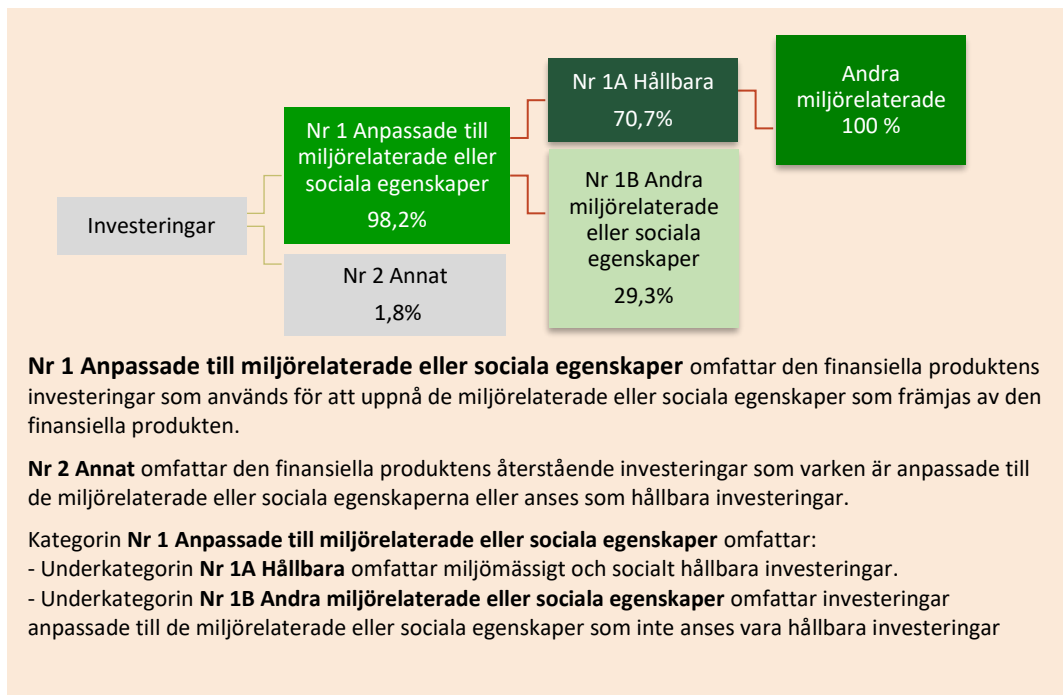 Investeringar
Nr 1 Anpassade till
miljörelaterade eller
sociala egenskaper
98,2%
Nr 2 Annat
1,8%
Nr 1A Hållbara
70,7%
Nr 1B Andra
miljörelaterade
eller sociala
egenskaper
29,3%
Andra
miljörelaterade
100 %
Nr 1 Anpassade till miljörelaterade eller sociala egenskaper omfattar den finansiella produktens
investeringar som används för att uppnå de miljörelaterade eller sociala egenskaper som främjas av den
finansiella produkten.
Nr 2 Annat omfattar den finansiella produktens återstående investeringar som varken är anpassade till
de miljörelaterade eller sociala egenskaperna eller anses som hållbara investeringar.
Kategorin Nr 1 Anpassade till miljörelaterade eller sociala egenskaper omfattar:
- Underkategorin Nr 1A Hållbara omfattar miljömässigt och socialt hållbara investeringar.
- Underkategorin Nr 1B Andra miljörelaterade eller sociala egenskaper omfattar investeringar
anpassade till de miljörelaterade eller sociala egenskaper som inte anses vara hållbara investeringar